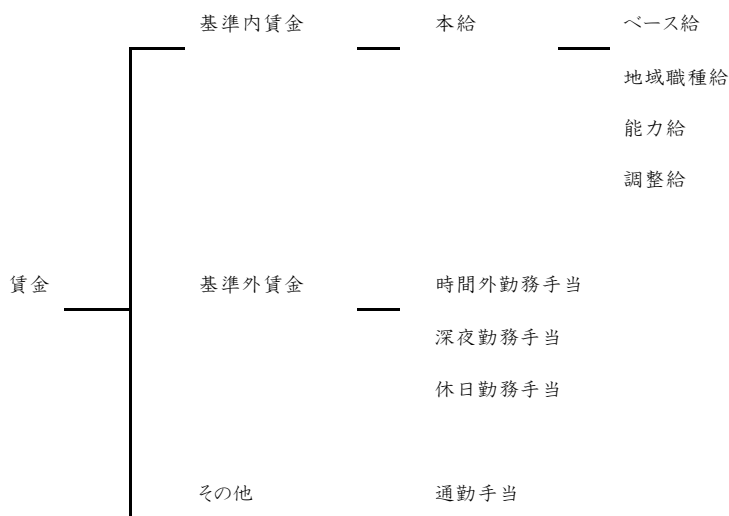 基準内賃金 本給 ベース給
地域職種給
能力給
調整給
賃金 基準外賃金 時間外勤務手当
深夜勤務手当
休日勤務手当
その他 通勤手当